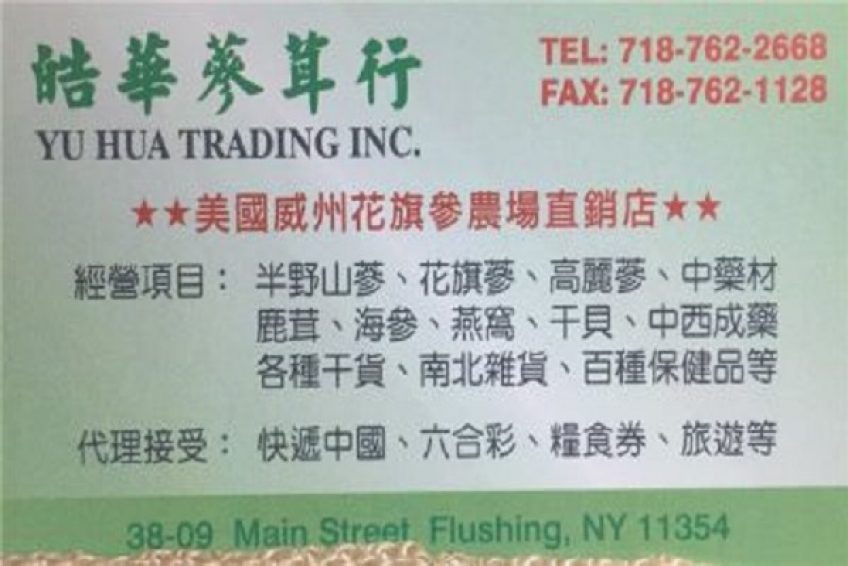 皓華蔘茸行
YU HUA TRADING INC.
TEL: 718-762-2668
FAX: 718-762-1128
★★美國威州花旗參農場直銷店★★
經營項目：半野山蔘、花旗蔘、高麗蔘、中藥材
鹿茸、海參、燕窩、干貝、中西成藥
各種干貨、南北雜貨、百種保健品等
代理接受：快遞中國、六合彩、糧食券、旅遊等
38-09 Main Street Flushing, NY 11354